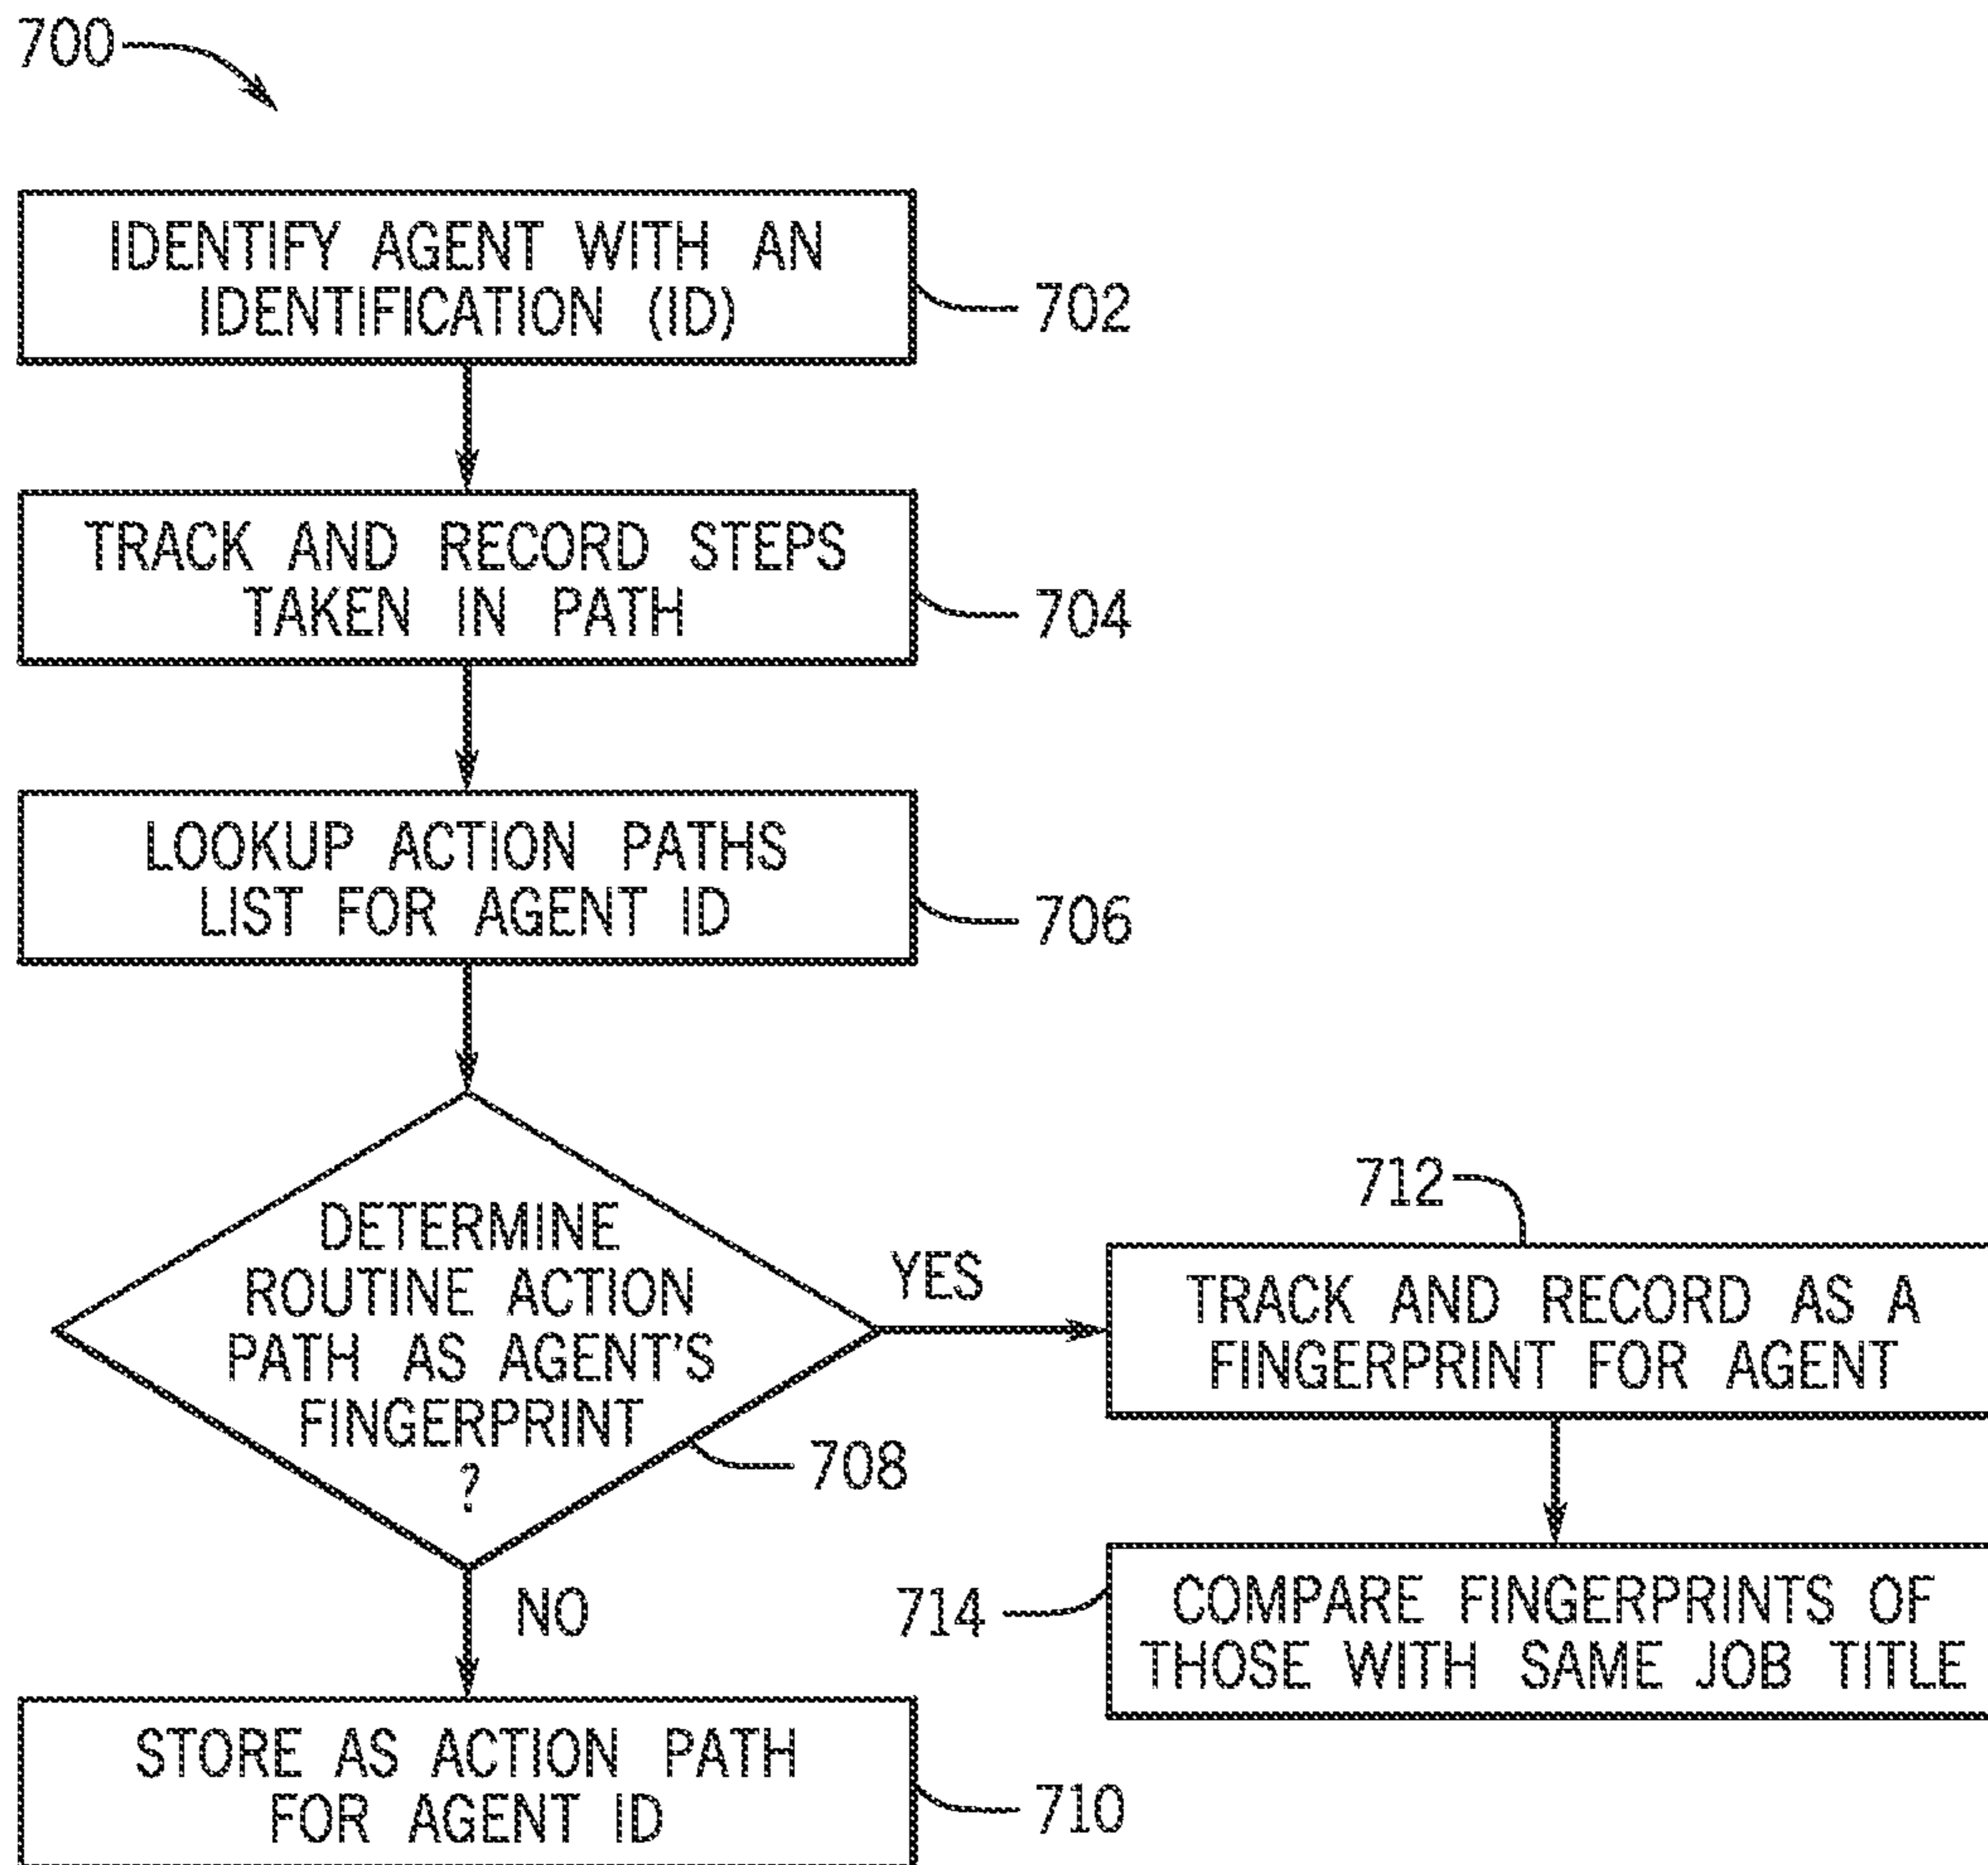 700
IDENTIFY AGENT WITH AN
IDENTIFICATION (ID)
702
TRACK AND RECORD STEPS
TAKEN IN PATH
704
LOOKUP ACTION PATHS
LIST FOR AGENT ID
706
DETERMINE
ROUTINE ACTION
PATH AS AGENT'S
FINGERPRINT
?
708
YES
712
TRACK AND RECORD AS A
FINGERPRINT FOR AGENT
714
COMPARE FINGERPRINTS OF
THOSE WITH SAME JOB TITLE
NO
STORE AS ACTION PATH
FOR AGENT ID
710